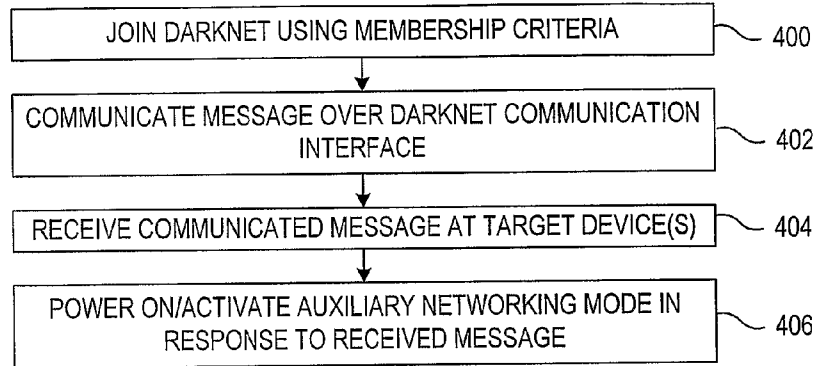 JOIN DARKNET USING MEMBERSHIP CRITERIA
400
COMMUNICATE MESSAGE OVER DARKNET COMMUNICATION
INTERFACE
402
RECEIVE COMMUNICATED MESSAGE AT TARGET DEVICE(S)
404
POWER ON/ACTIVATE AUXILIARY NETWORKING MODE IN
RESPONSE TO RECEIVED MESSAGE
406